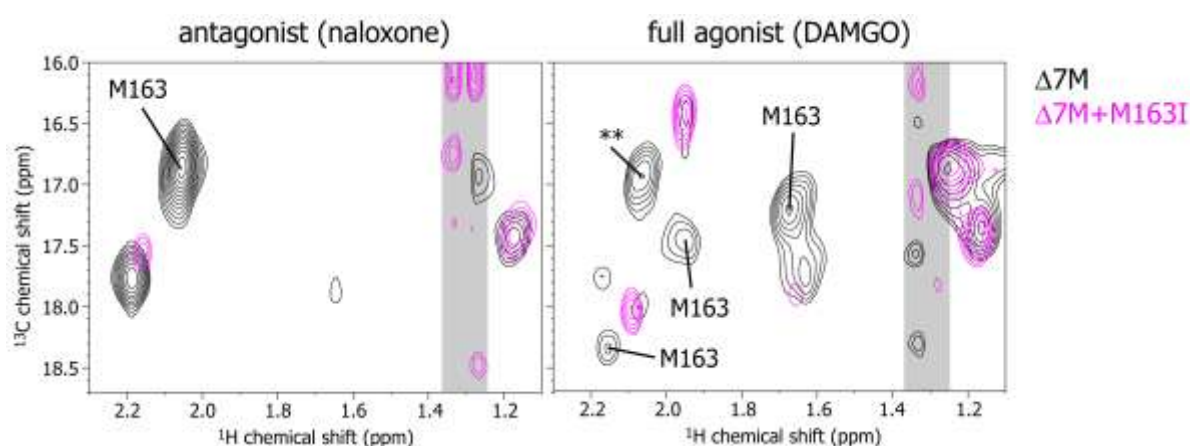 antagonist (naloxone)
full agonist (DAMGO)
Δ7M
Δ7M+M163I
16.0
16.5
17.0
17.5
18.0
18.5
¹³C chemical shift (ppm)
M163
2.2 2.0 1.8 1.6 1.4 1.2
¹H chemical shift (ppm)
**
M163
M163
M163
2.2 2.0 1.8 1.6 1.4 1.2
¹H chemical shift (ppm)